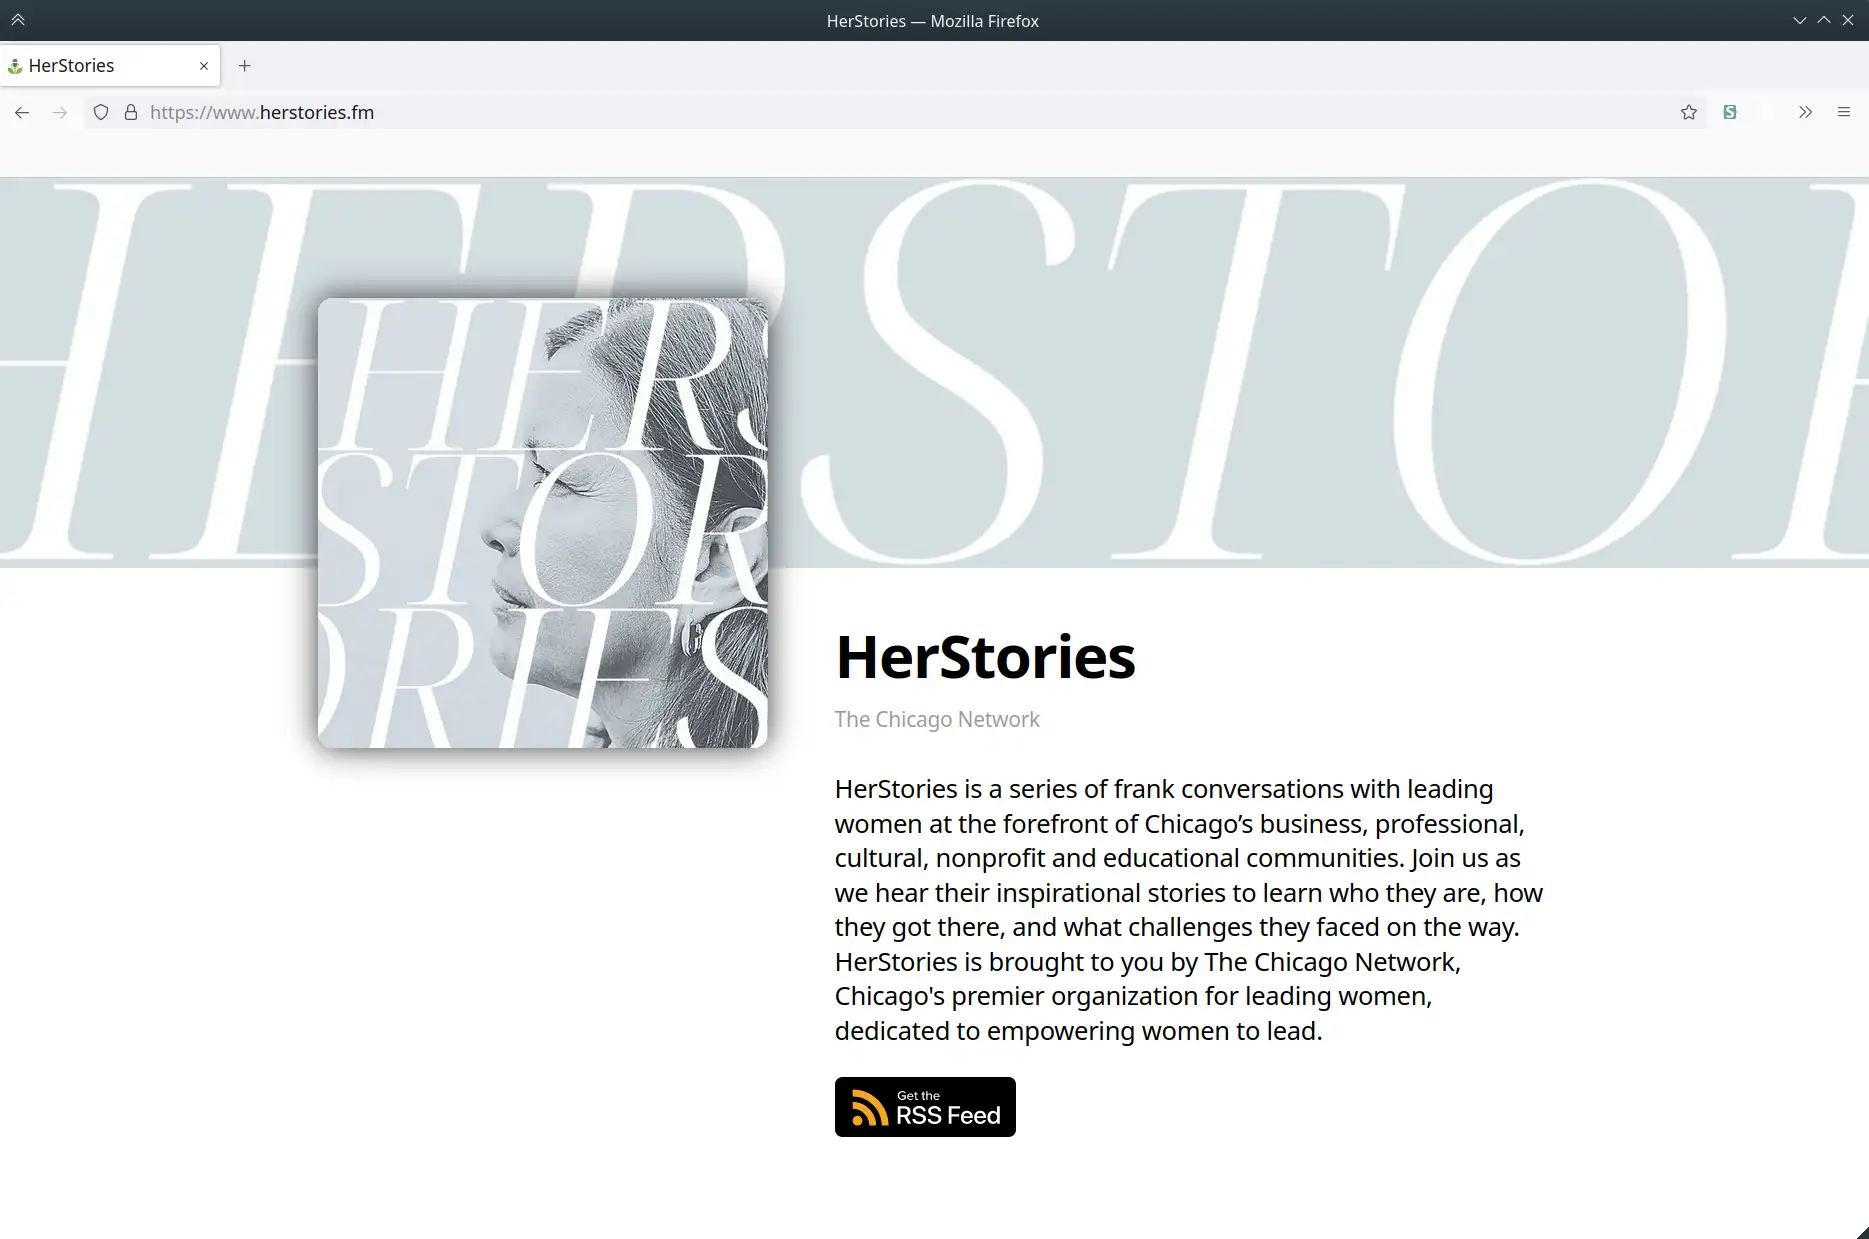 HerStories — Mozilla Firefox
HerStories
https://www.herstories.fm
HERSTOR
HERS
STOR
ORIES
HerStories
The Chicago Network
HerStories is a series of frank conversations with leading
women at the forefront of Chicago’s business, professional,
cultural, nonprofit and educational communities. Join us as
we hear their inspirational stories to learn who they are, how
they got there, and what challenges they faced on the way.
HerStories is brought to you by The Chicago Network,
Chicago's premier organization for leading women,
dedicated to empowering women to lead.
Get the
RSS Feed